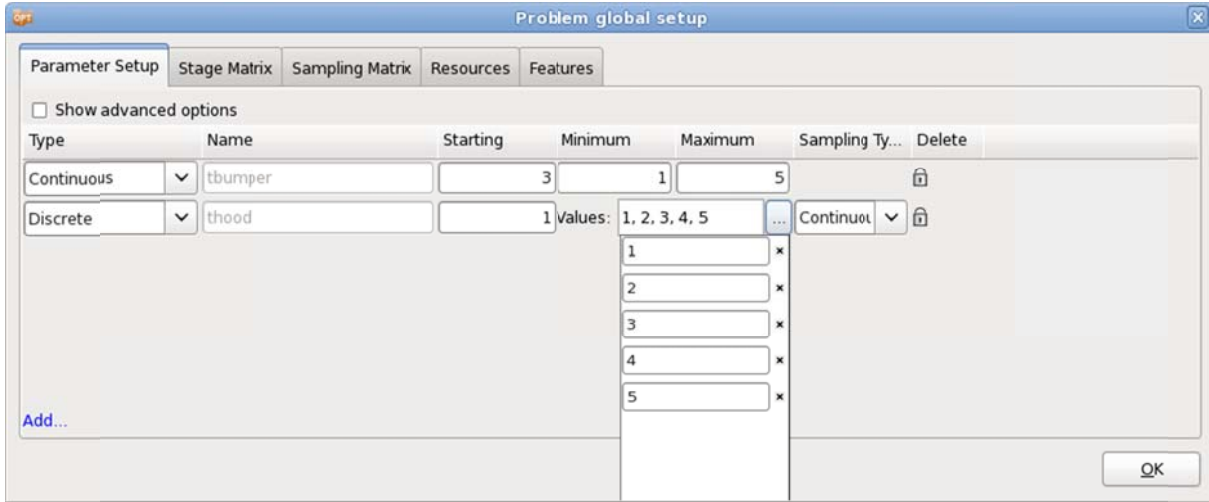 OPT Problem global setup
Parameter Setup Stage Matrix Sampling Matrix Resources Features
Show advanced options
Type Name Starting Minimum Maximum Sampling Ty... Delete
Continuous tbumper 3 1 5
Discrete thood 1 Values: 1, 2, 3, 4, 5 ... Continuou
1
2
3
4
5
Add...
OK